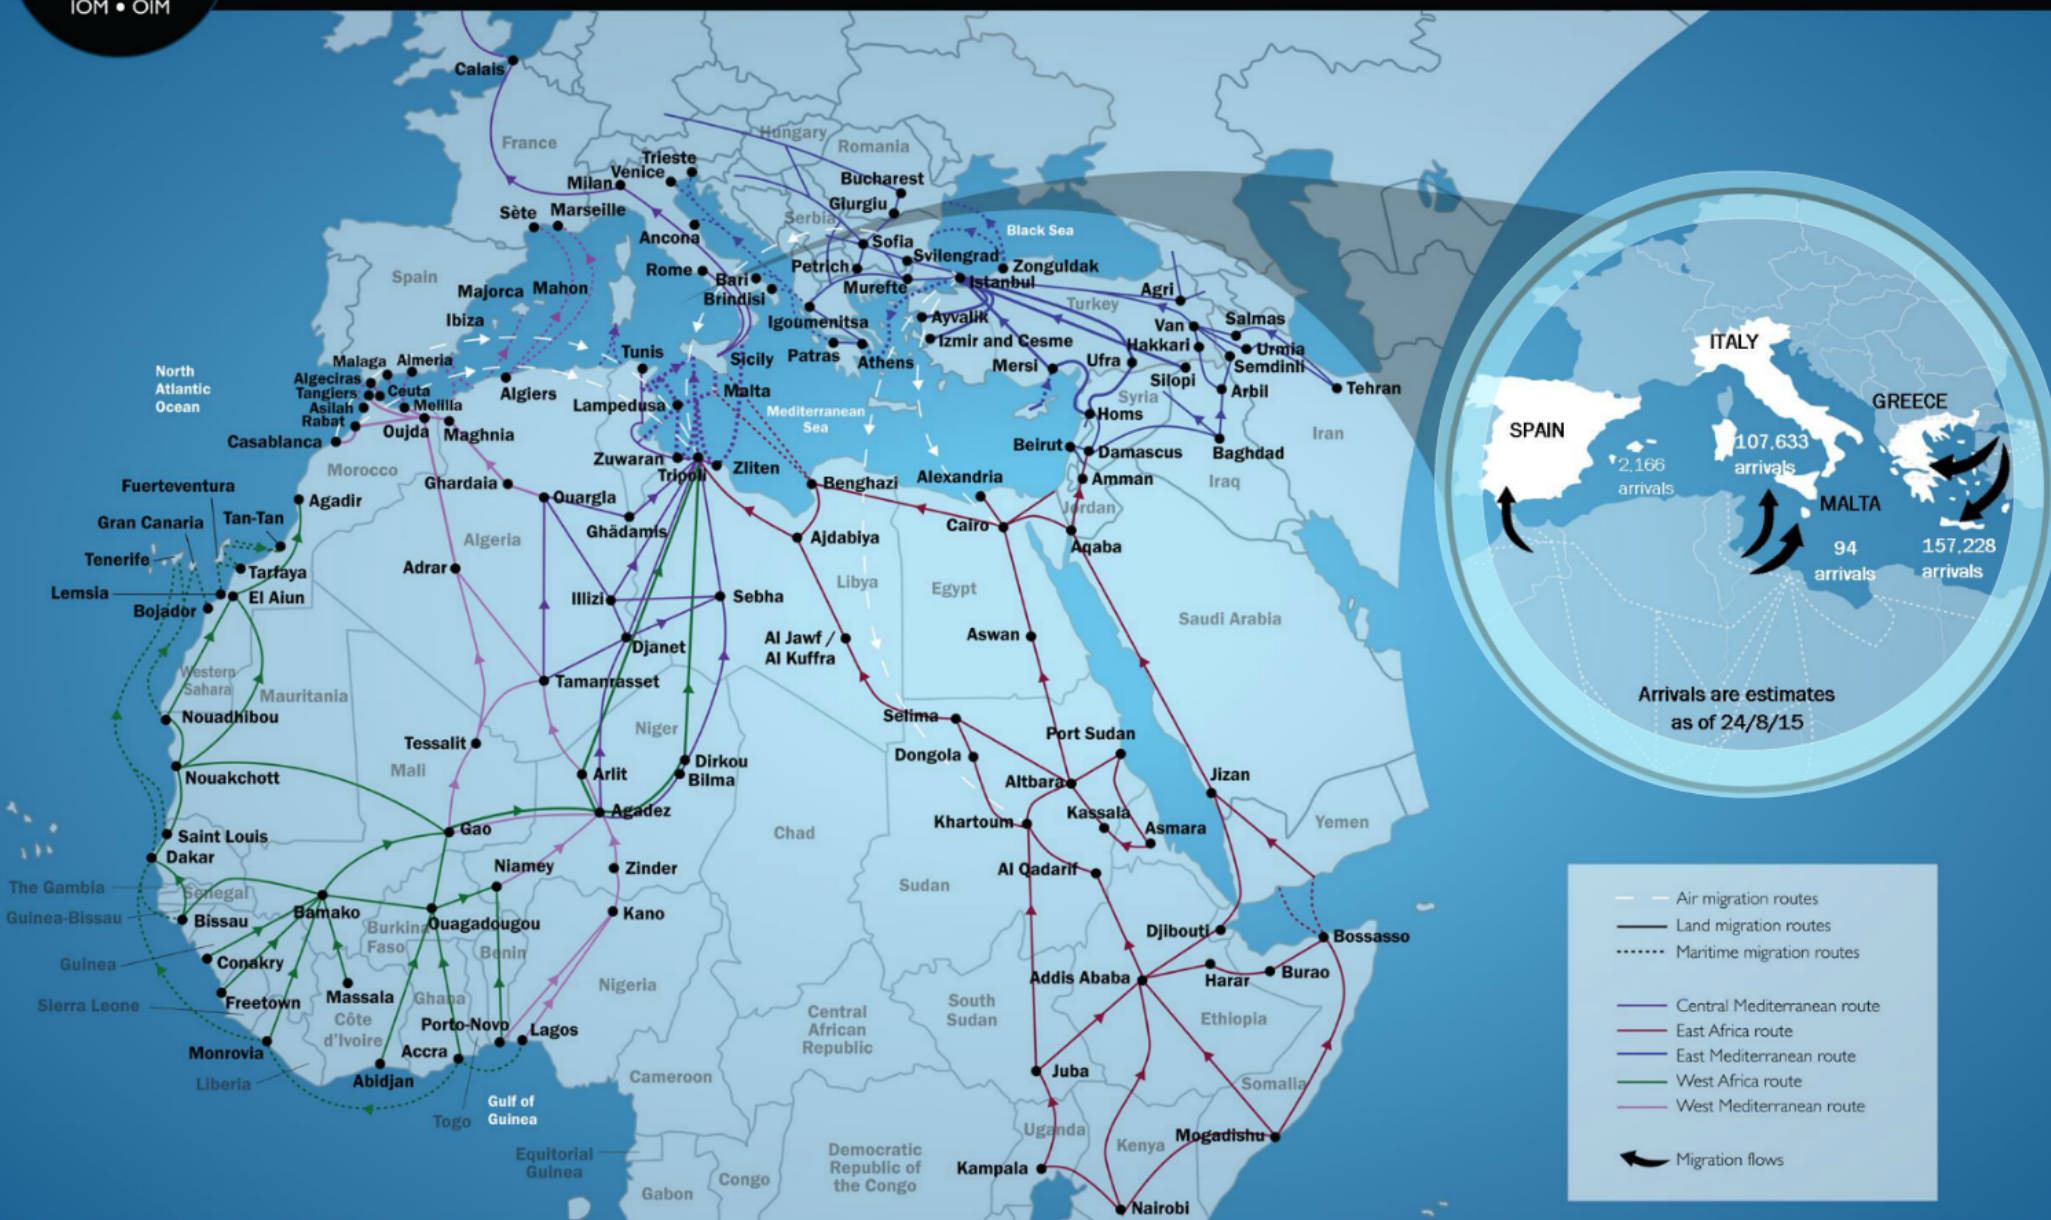 IOM • OIM
Calais
France
Hungary
Romania
Trieste
Venice
Milan
Bucharest
Giurgiu
Sète
Marseille
Serbia
Ancona
Sofia
Black Sea
Svilengrad
Spain
Rome
Bari
Petrich
Zonguldak
Majorca
Mahon
Brindisi
Murefte
Istanbul
Agri
Turkey
Ibiza
Igoumenitsa
Ayvalik
Van
Salmas
Izmir and Cesme
Hakkari
Urmia
Tunis
Sicily
Patras
Athens
Mersi
Ufra
Semdinli
Malaga
Almeria
Algeciras
Tangiers
Ceuta
Asilah
Melilla
Rabat
Casablanca
Oujda
Maghnia
Algiers
Lampedusa
Malta
Silopi
Arbil
Tehran
Syria
North
Atlantic
Ocean
Mediterranean
Sea
Homs
Beirut
Damascus
Baghdad
Iran
Morocco
Zuwaran
Tripoli
Zliten
Ghardaia
Ouargla
Benghazi
Alexandria
Amman
Iraq
Fuerteventura
Agadir
Jordan
Gran Canaria
Tan-Tan
Ghādamis
Cairo
Algeria
Ajdabiya
Aqaba
Tenerife
Tarfaya
Adrar
Libya
Egypt
Lemsia
El Aiun
Illizi
Sebha
Bojador
Saudi Arabia
Djanet
Al Jawf /
Al Kuffra
Aswan
Western
Sahara
Mauritania
Tamanrasset
Nouadhibou
Niger
Selima
Tessalit
Port Sudan
Mali
Dongola
Nouakchott
Arlit
Dirkou
Bilma
Altbara
Jizan
Agadez
Kassala
Khartoum
Asmara
Yemen
Saint Louis
Gao
Chad
Dakar
Niamey
Zinder
Al Qadarif
The Gambia
Senegal
Sudan
Guinea-Bissau
Bissau
Bamako
Ouagadougou
Kano
Burkina
Faso
Djibouti
Bossasso
Benin
Guinea
Conakry
Addis Ababa
Harar
Burao
Nigeria
Sierra Leone
Freetown
Massala
Ghana
South
Sudan
Côte
d'Ivoire
Porto-Novo
Lagos
Central
African
Republic
Ethiopia
Monrovia
Accra
Abidjan
Liberia
Cameroon
Juba
Somalia
Togo
Gulf of
Guinea
Uganda
Kenya
Mogadishu
Equitorial
Guinea
Democratic
Republic of
the Congo
Kampala
Congo
Gabon
Nairobi
ITALY
GREECE
SPAIN
107,633
arrivals
2,166
arrivals
MALTA
94
arrivals
157,228
arrivals
Arrivals are estimates
as of 24/8/15
Air migration routes
Land migration routes
Maritime migration routes
Central Mediterranean route
East Africa route
East Mediterranean route
West Africa route
West Mediterranean route
Migration flows